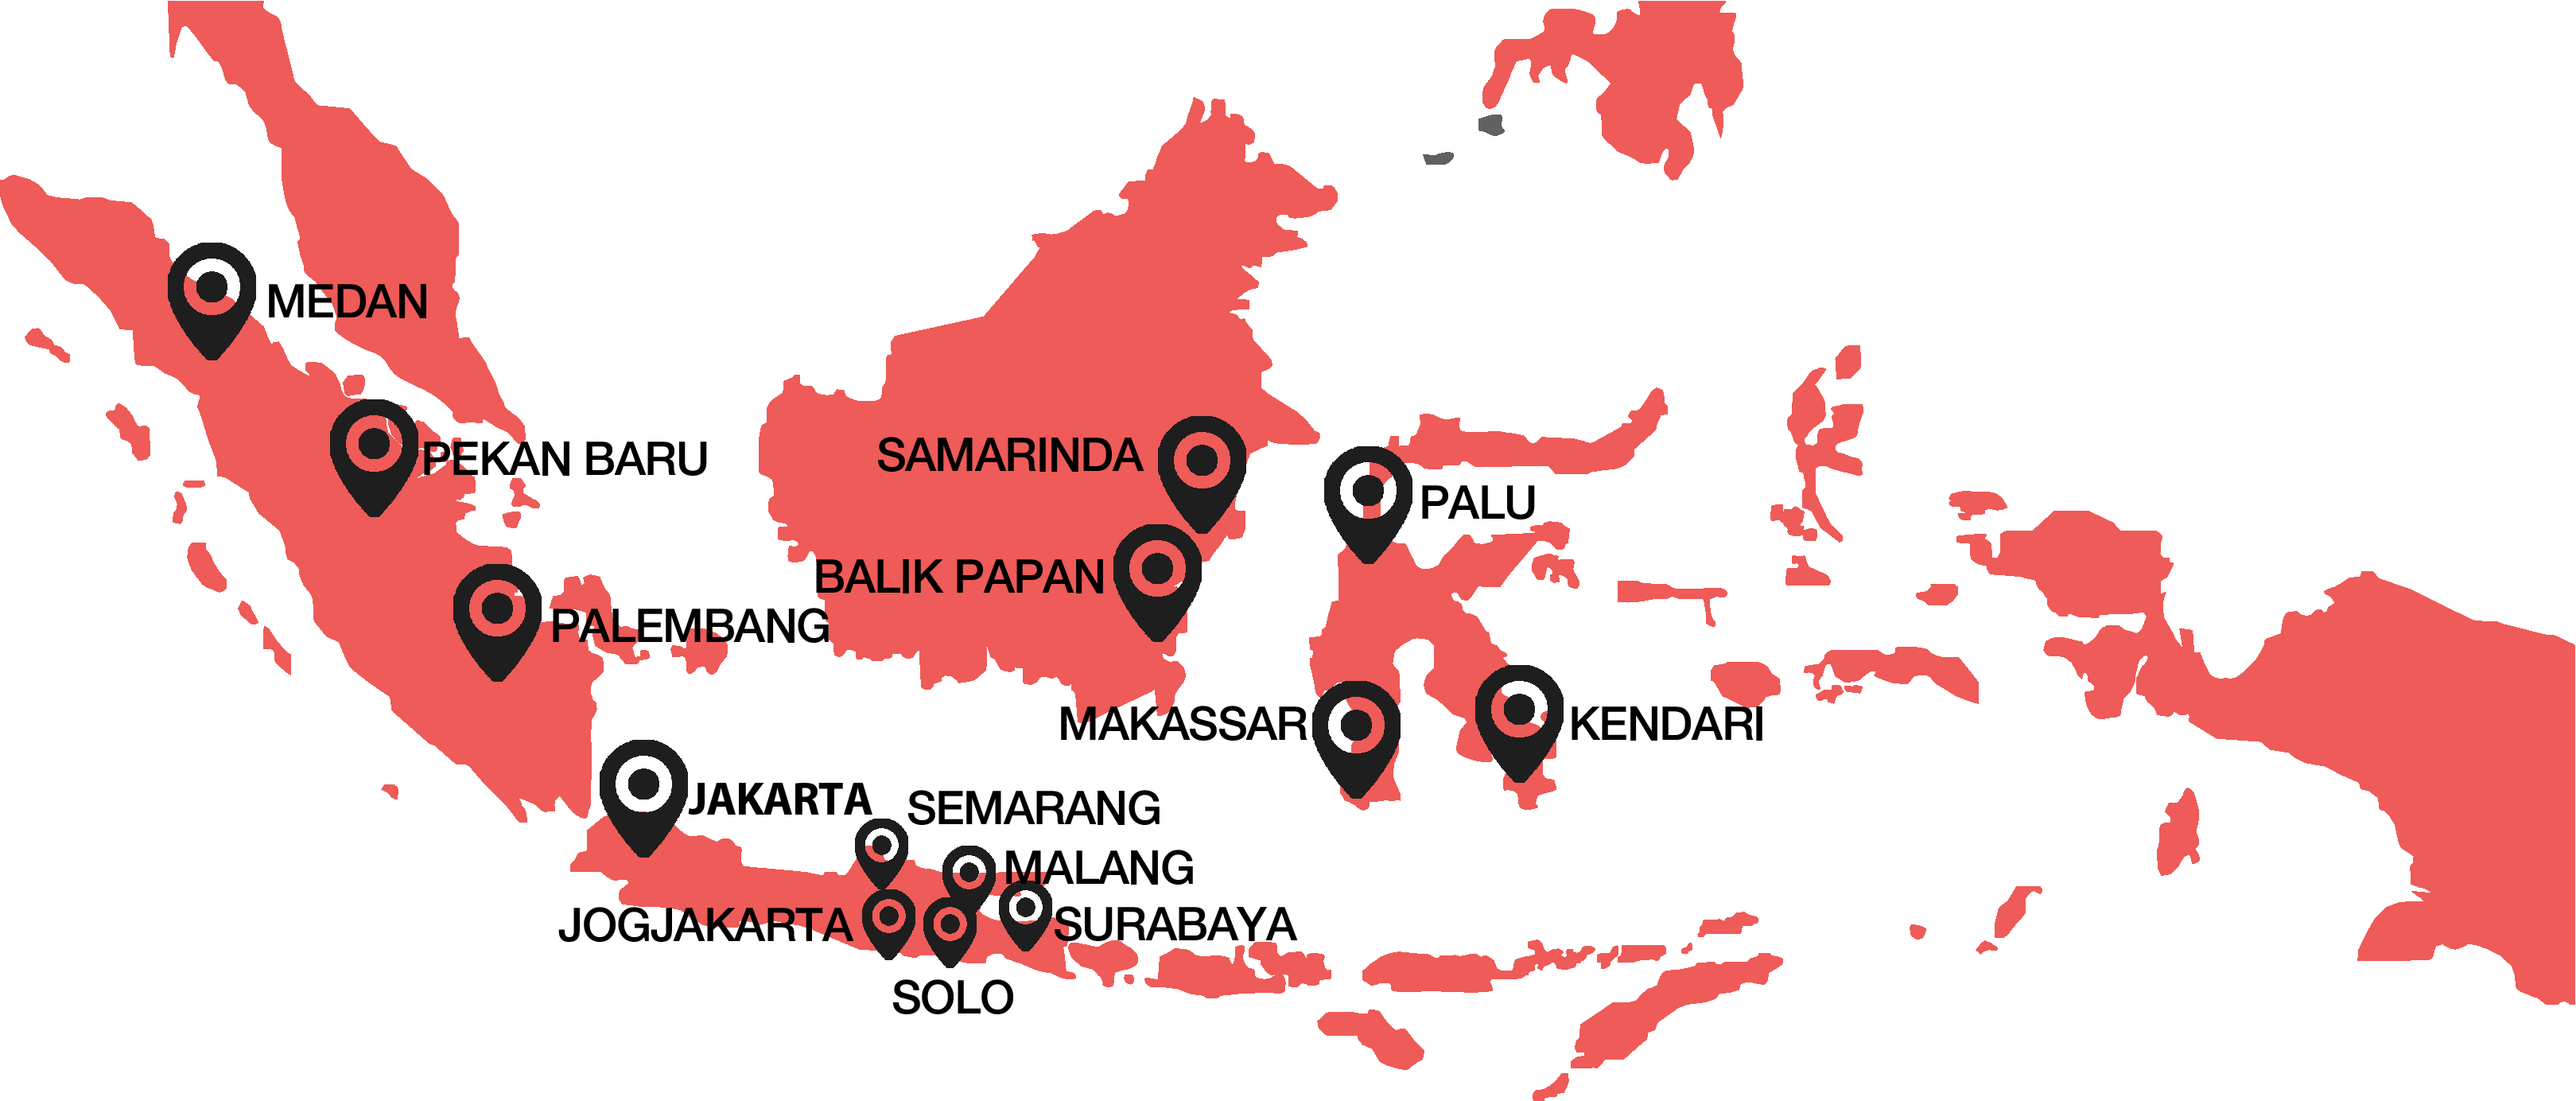 MEDAN
PEKAN BARU
SAMARINDA
PALU
BALIK PAPAN
PALEMBANG
MAKASSAR
KENDARI
JAKARTA
SEMARANG
MALANG
JOGJAKARTA
SURABAYA
SOLO